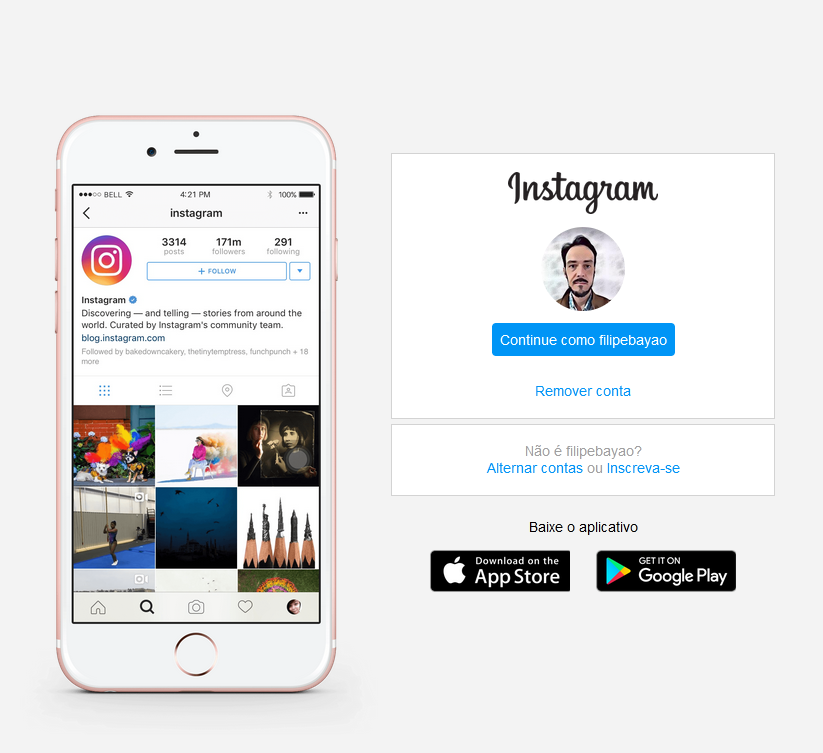 ●●●○○ BELL 4:21 PM 100%
instagram
3314 171m 291
posts followers following
+ FOLLOW
Instagram
Discovering — and telling — stories from around the
world. Curated by Instagram's community team.
blog.instagram.com
Followed by bakedowncakery, thetinytemptress, funchpunch + 18
more
Instagram
Continue como filipebayao
Remover conta
Não é filipebayao?
Alternar contas ou Inscreva-se
Baixe o aplicativo
Download on the
App Store
GET IT ON
Google Play